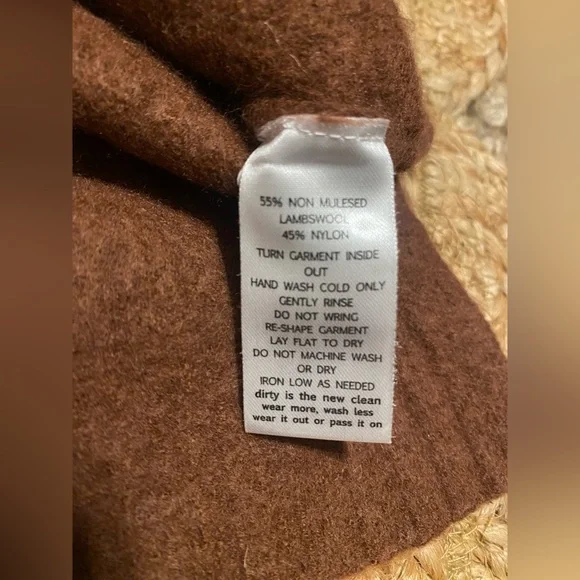 55% NON MULESED
LAMBSWOOL
45% NYLON
TURN GARMENT INSIDE
OUT
HAND WASH COLD ONLY
GENTLY RINSE
DO NOT WRING
RE-SHAPE GARMENT
LAY FLAT TO DRY
DO NOT MACHINE WASH
OR DRY
IRON LOW AS NEEDED
dirty is the new clean
wear more, wash less
wear it out or pass it on